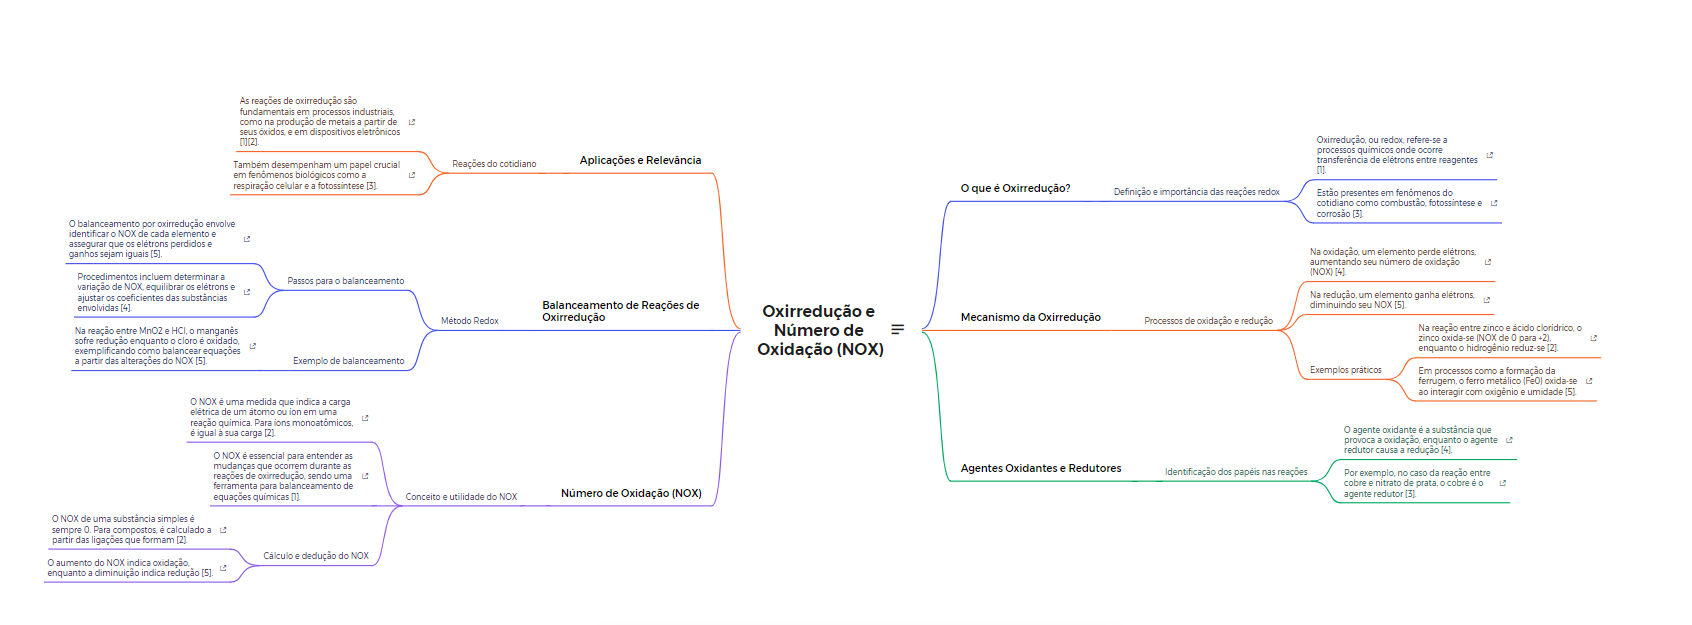 Oxirredução e
Número de
Oxidação (NOX)
As reações de oxirredução são
fundamentais em processos industriais,
como na produção de metais a partir de
seus óxidos, e em dispositivos eletrônicos
[1][2].
Também desempenham um papel crucial
em fenômenos biológicos como a
respiração celular e a fotossíntese [3].
Reações do cotidiano
Aplicações e Relevância
O balanceamento por oxirredução envolve
identificar o NOX de cada elemento e
assegurar que os elétrons perdidos e
ganhos sejam iguais [5].
Procedimentos incluem determinar a
variação de NOX, equilibrar os elétrons e
ajustar os coeficientes das substâncias
envolvidas [4].
Passos para o balanceamento
Na reação entre MnO2 e HCl, o manganês
sofre redução enquanto o cloro é oxidado,
exemplificando como balancear equações
a partir das alterações do NOX [5].
Exemplo de balanceamento
Método Redox
Balanceamento de Reações de
Oxirredução
O NOX é uma medida que indica a carga
elétrica de um átomo ou íon em uma
reação química. Para íons monoatômicos,
é igual à sua carga [2].
O NOX é essencial para entender as
mudanças que ocorrem durante as
reações de oxirredução, sendo uma
ferramenta para balanceamento de
equações químicas [1].
Conceito e utilidade do NOX
Número de Oxidação (NOX)
O NOX de uma substância simples é
sempre 0. Para compostos, é calculado a
partir das ligações que formam [2].
O aumento do NOX indica oxidação,
enquanto a diminuição indica redução [5].
Cálculo e dedução do NOX
O que é Oxirredução?
Definição e importância das reações redox
Oxirredução, ou redox, refere-se a
processos químicos onde ocorre
transferência de elétrons entre reagentes
[1].
Estão presentes em fenômenos do
cotidiano como combustão, fotossíntese e
corrosão [3].
Mecanismo da Oxirredução
Processos de oxidação e redução
Na oxidação, um elemento perde elétrons,
aumentando seu número de oxidação
(NOX) [4].
Na redução, um elemento ganha elétrons,
diminuindo seu NOX [5].
Exemplos práticos
Na reação entre zinco e ácido clorídrico, o
zinco oxida-se (NOX de 0 para +2),
enquanto o hidrogênio reduz-se [2].
Em processos como a formação da
ferrugem, o ferro metálico (Fe0) oxida-se
ao interagir com oxigênio e umidade [5].
Agentes Oxidantes e Redutores
Identificação dos papéis nas reações
O agente oxidante é a substância que
provoca a oxidação, enquanto o agente
redutor causa a redução [4].
Por exemplo, no caso da reação entre
cobre e nitrato de prata, o cobre é o
agente redutor [3].